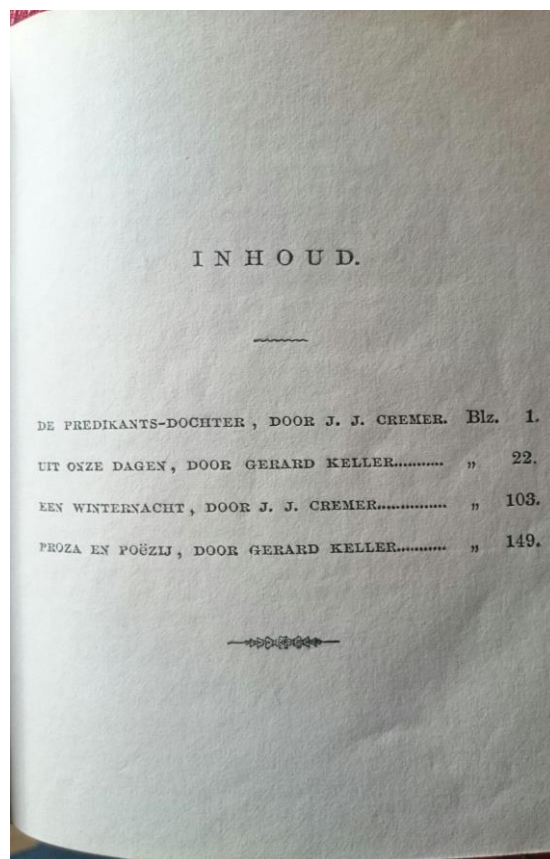 INHOUD.
DE PREDIKANTS-DOCHTER, DOOR J. J. CREMER. Blz. 1.
UIT ONZE DAGEN, DOOR GERARD KELLER........... „ 22.
EEN WINTERNACHT, DOOR J. J. CREMER............... „ 103.
PROZA EN POëZIJ, DOOR GERARD KELLER........... „ 149.